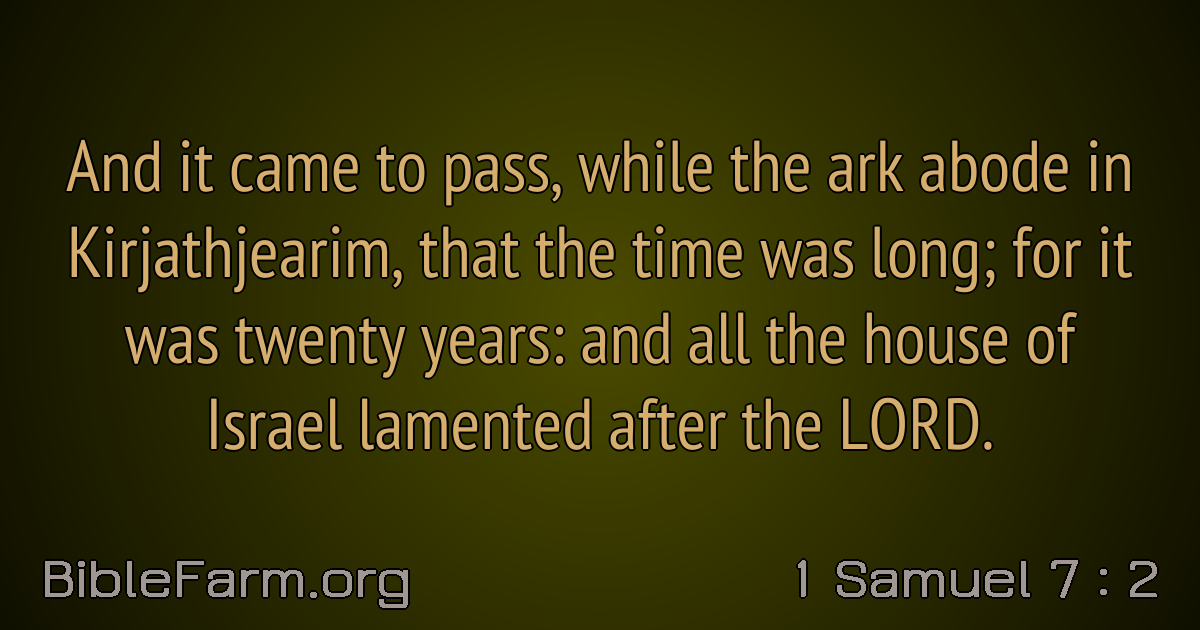 And it came to pass, while the ark abode in
Kirjathjearim, that the time was long; for it
was twenty years: and all the house of
Israel lamented after the LORD.
BibleFarm.org
1 Samuel 7 : 2